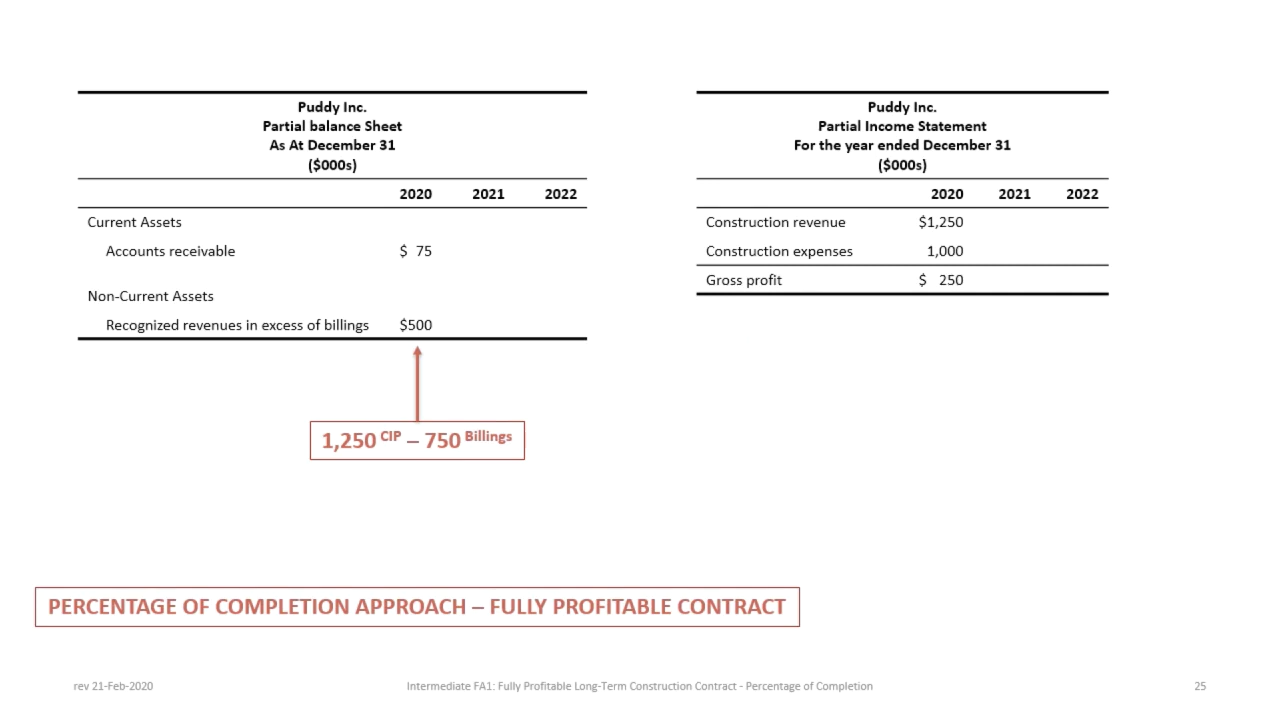 Puddy Inc.
Partial balance Sheet
As At December 31
($000s)
2020 2021 2022
Current Assets
Accounts receivable $ 75
Non-Current Assets
Recognized revenues in excess of billings $500
1,250 CIP – 750 Billings
Puddy Inc.
Partial Income Statement
For the year ended December 31
($000s)
2020 2021 2022
Construction revenue $1,250
Construction expenses 1,000
Gross profit $ 250
PERCENTAGE OF COMPLETION APPROACH – FULLY PROFITABLE CONTRACT
rev 21-Feb-2020
Intermediate FA1: Fully Profitable Long-Term Construction Contract - Percentage of Completion
25